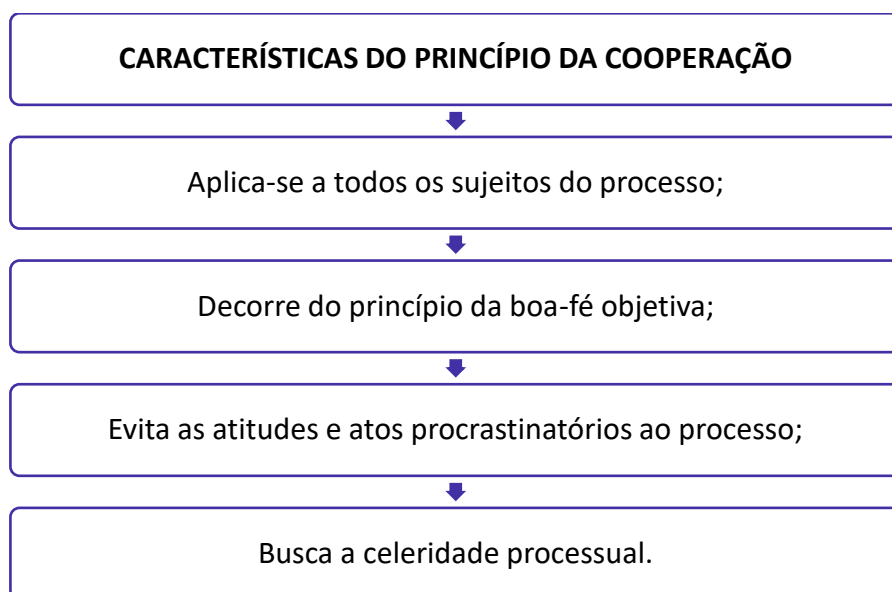 CARACTERÍSTICAS DO PRINCÍPIO DA COOPERAÇÃO
Aplica-se a todos os sujeitos do processo;
Decorre do princípio da boa-fé objetiva;
Evita as atitudes e atos procrastinatórios ao processo;
Busca a celeridade processual.